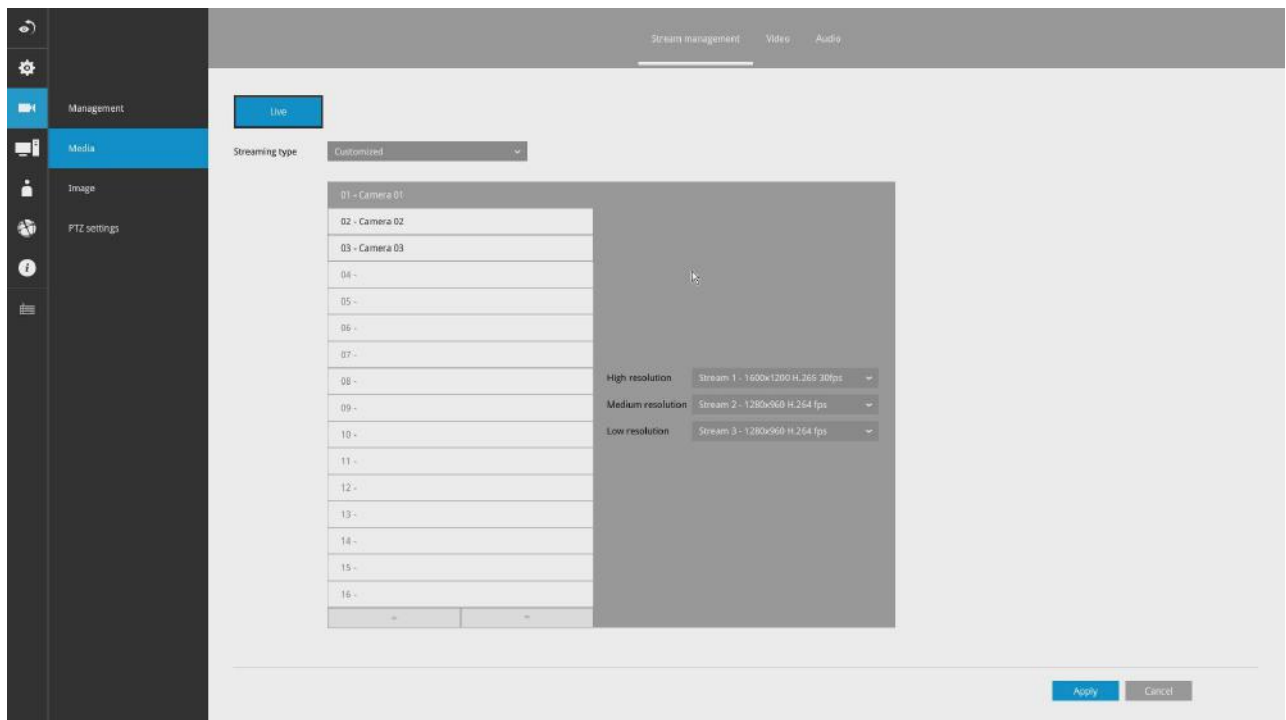 Stream management Video Audio
Management
Media
Image
PTZ settings
Live
Streaming type Customized
01 - Camera 01
02 - Camera 02
03 - Camera 03
04 -
05 -
06 -
07 -
08 -
09 -
10 -
11 -
12 -
13 -
14 -
15 -
16 -
High resolution Stream 1 - 1600x1200 H.265 30fps
Medium resolution Stream 2 - 1280x960 H.264 fps
Low resolution Stream 3 - 1280x960 H.264 fps
Apply Cancel